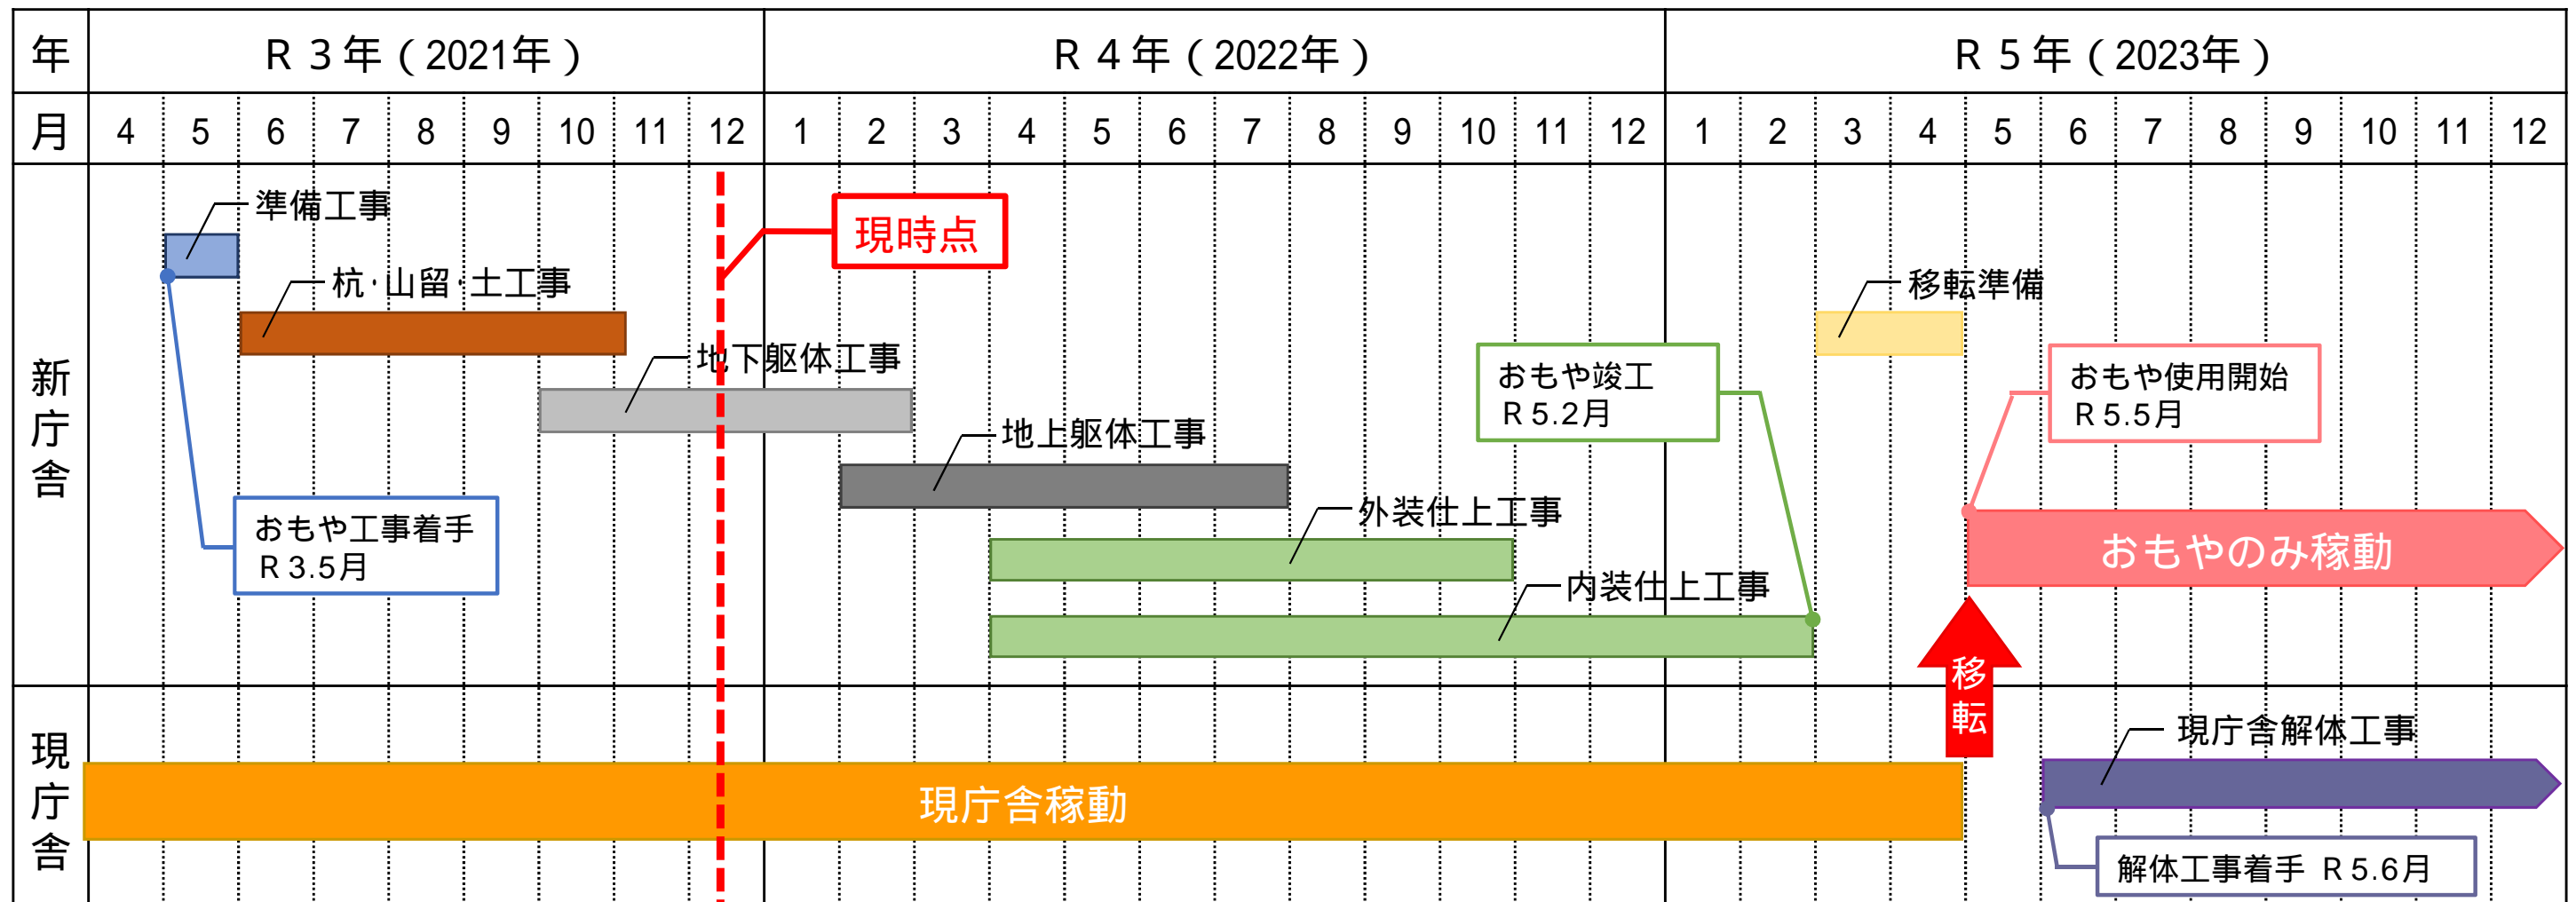 年
R 3年(2021年)
R 4年(2022年)
R 5年(2023年)
月
4 5 6 7 8 9 10 11 12 1 2 3 4 5 6 7 8 9 10 11 12 1 2 3 4 5 6 7 8 9 10 11 12
新庁舎
準備工事
現時点
杭・山留・土工事
移転準備
地下躯体工事
おもや竣工
R5.2月
おもや使用開始
R5.5月
地上躯体工事
外装仕上工事
おもや工事着手
R3.5月
おもやのみ稼動
内装仕上工事
移転
現庁舎
現庁舎解体工事
現庁舎稼動
解体工事着手 R5.6月